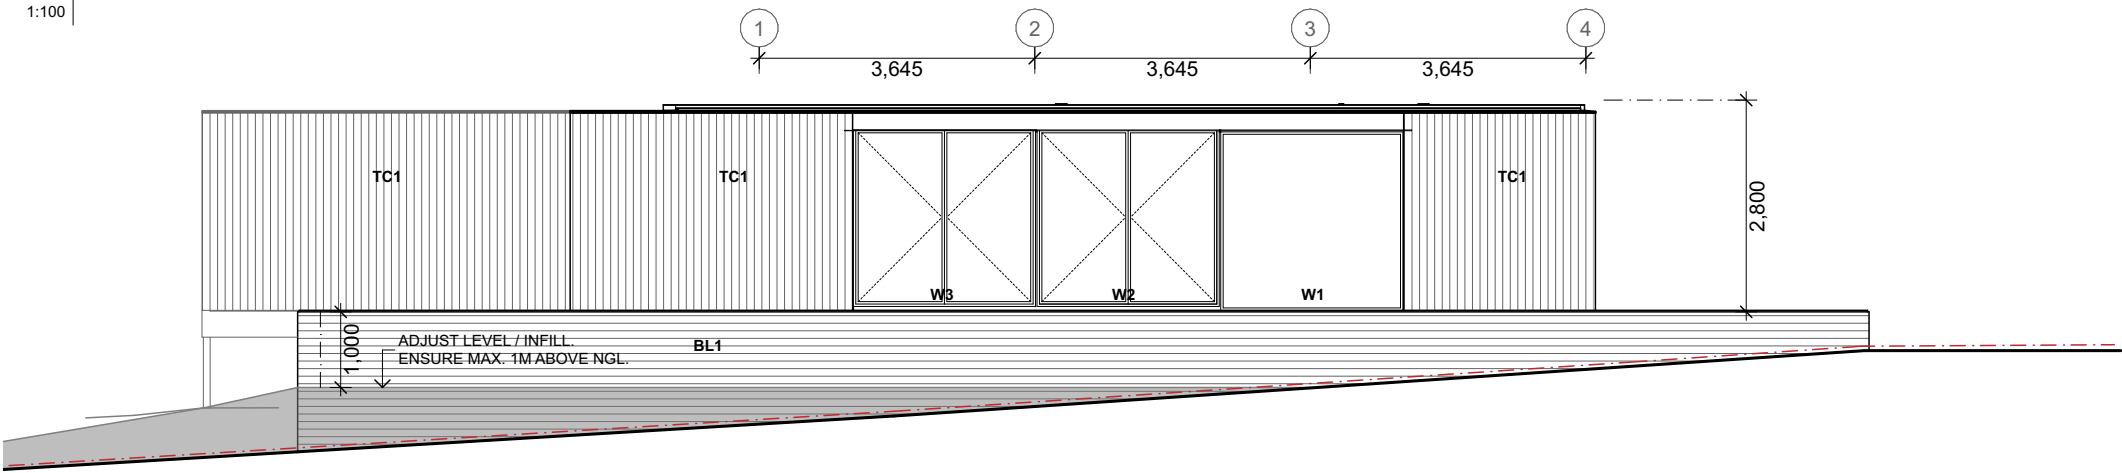 1:100
1
2
3
4
3,645
3,645
3,645
TC1
TC1
TC1
2,800
W3
W2
W1
1,000
ADJUST LEVEL / INFILL.
ENSURE MAX. 1M ABOVE NGL.
BL1